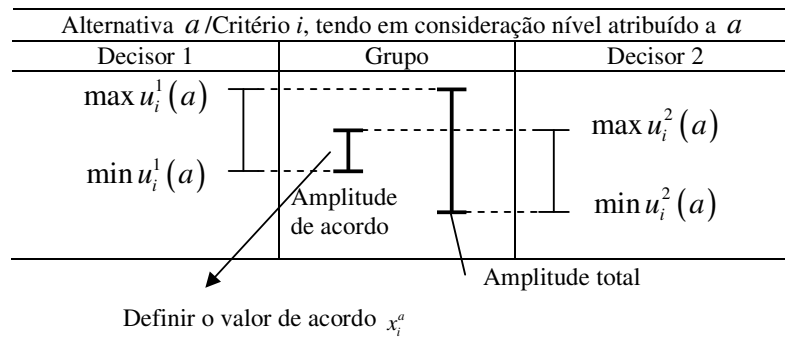 Alternativa a /Critério i, tendo em consideração nível atribuído a a
Decisor 1 Grupo Decisor 2
max u_i^1 (a)
max u_i^2 (a)
min u_i^1 (a)
Amplitude
de acordo
min u_i^2 (a)
Amplitude total
Definir o valor de acordo x_i^a